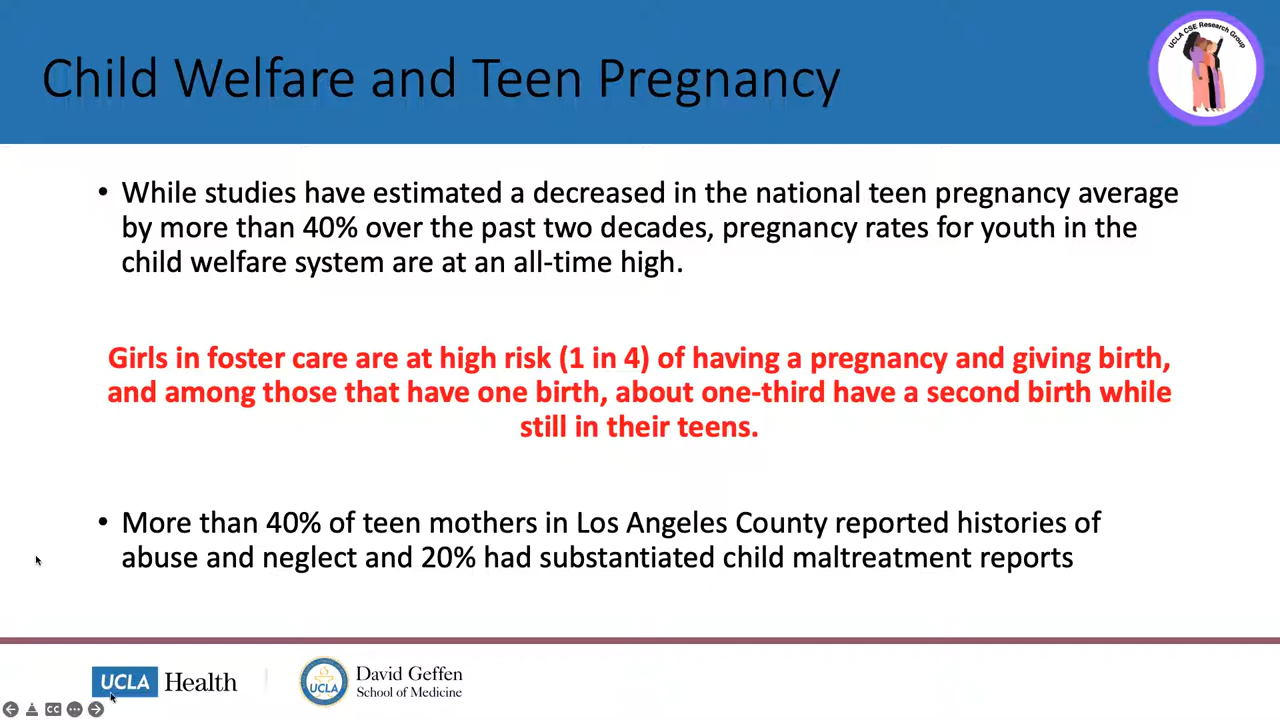 Child Welfare and Teen Pregnancy
UCLA CSE Research Group
• While studies have estimated a decreased in the national teen pregnancy average
by more than 40% over the past two decades, pregnancy rates for youth in the
child welfare system are at an all-time high.
Girls in foster care are at high risk (1 in 4) of having a pregnancy and giving birth,
and among those that have one birth, about one-third have a second birth while
still in their teens.
• More than 40% of teen mothers in Los Angeles County reported histories of
abuse and neglect and 20% had substantiated child maltreatment reports
UCLA Health
UCLA
David Geffen
School of Medicine
CC